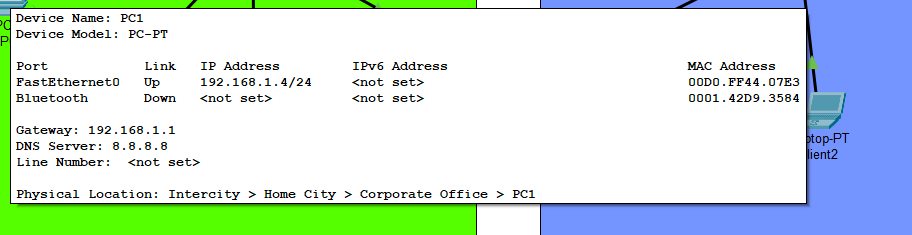 Device Name: PC1
Device Model: PC-PT
Port Link IP Address IPv6 Address MAC Address
FastEthernet0 Up 192.168.1.4/24 <not set> 00D0.FF44.07E3
Bluetooth Down <not set> <not set> 0001.42D9.3584
Gateway: 192.168.1.1
DNS Server: 8.8.8.8
Line Number: <not set>
Physical Location: Intercity > Home City > Corporate Office > PC1
PC
P
ptop-PT
lient2